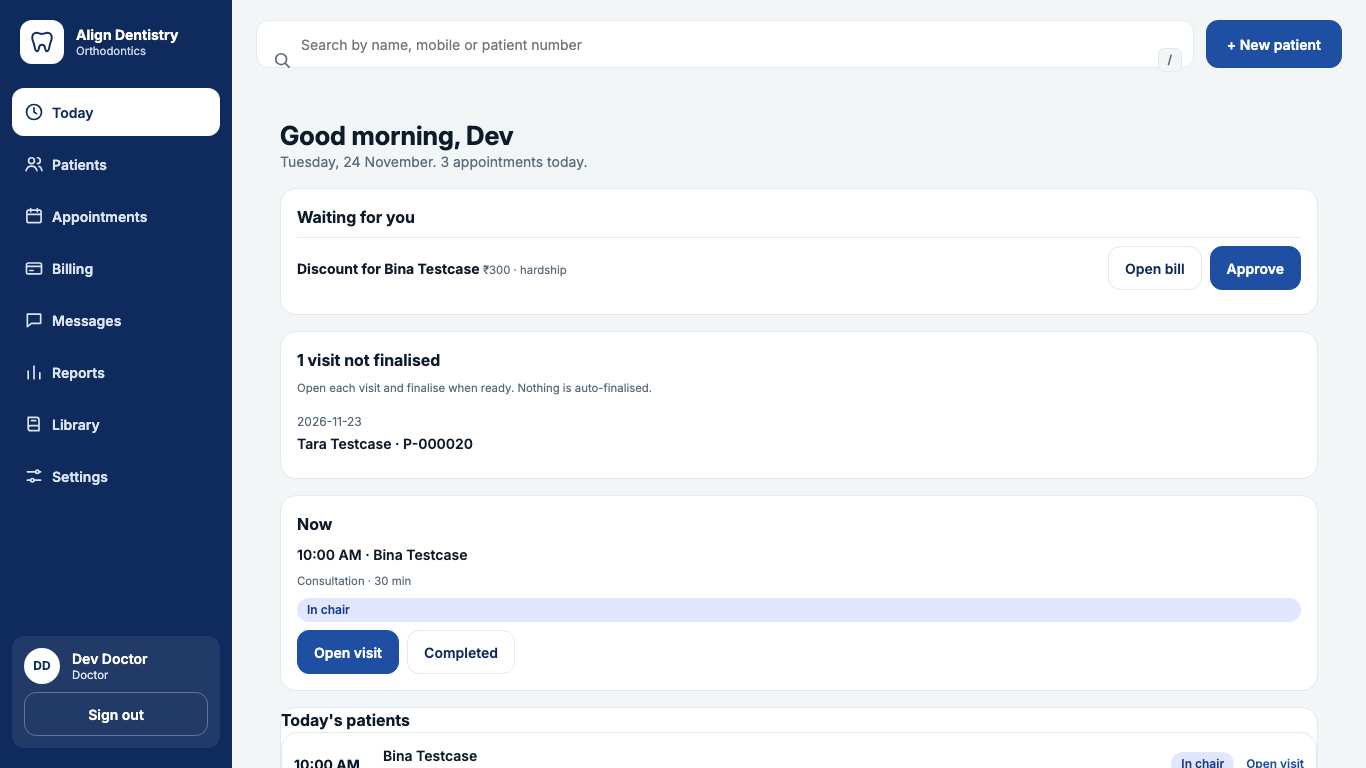 Align Dentistry
Orthodontics
Search by name, mobile or patient number
/
+ New patient
Today
Patients
Appointments
Billing
Messages
Reports
Library
Settings
DD
Dev Doctor
Doctor
Sign out
Good morning, Dev
Tuesday, 24 November. 3 appointments today.
Waiting for you
Discount for Bina Testcase ₹300 · hardship
Open bill
Approve
1 visit not finalised
Open each visit and finalise when ready. Nothing is auto-finalised.
2026-11-23
Tara Testcase · P-000020
Now
10:00 AM · Bina Testcase
Consultation · 30 min
In chair
Open visit
Completed
Today's patients
10:00 AM
Bina Testcase
In chair
Open visit